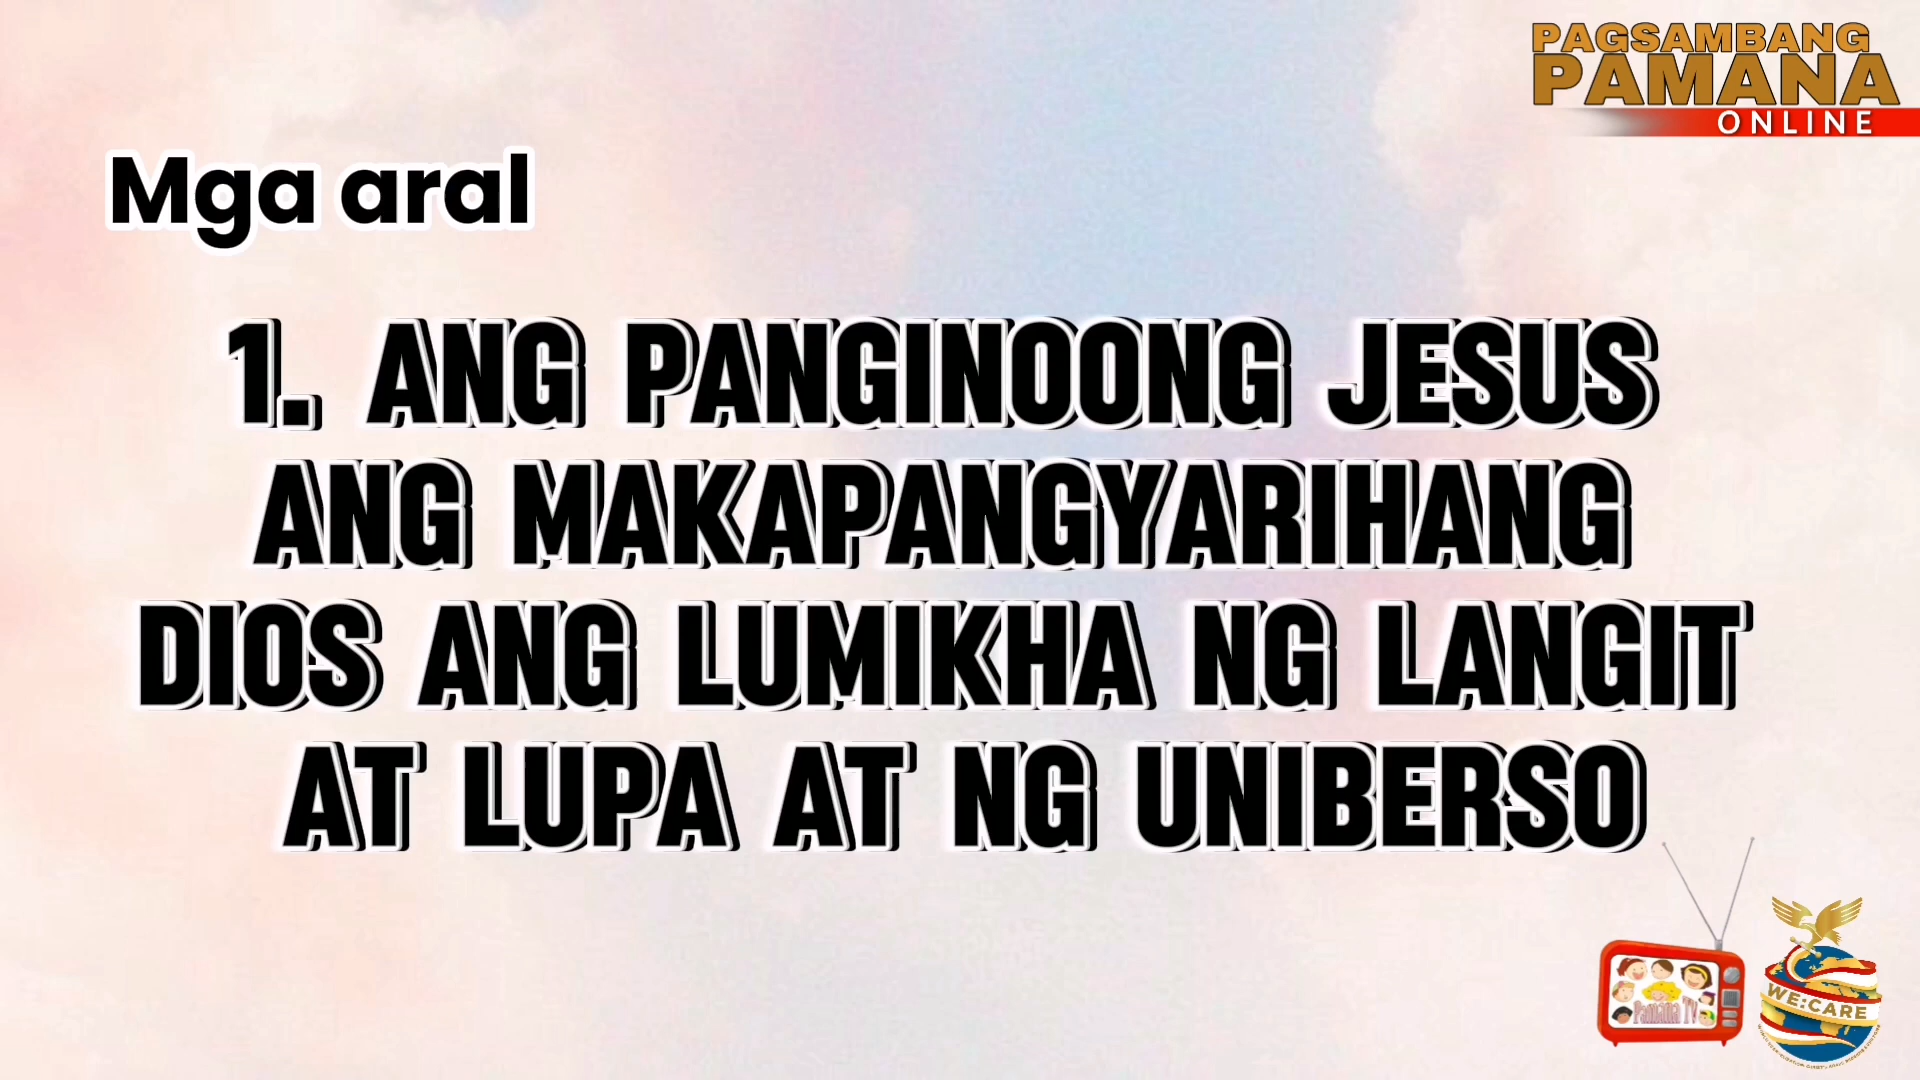 PAGSAMBANG
PAMANA
ONLINE
Mga aral
1. ANG PANGINOONG JESUS
ANG MAKAPANGYARIHANG
DIOS ANG LUMIKHA NG LANGIT
AT LUPA AT NG UNIBERSO
Pamana TV
WE:CARE